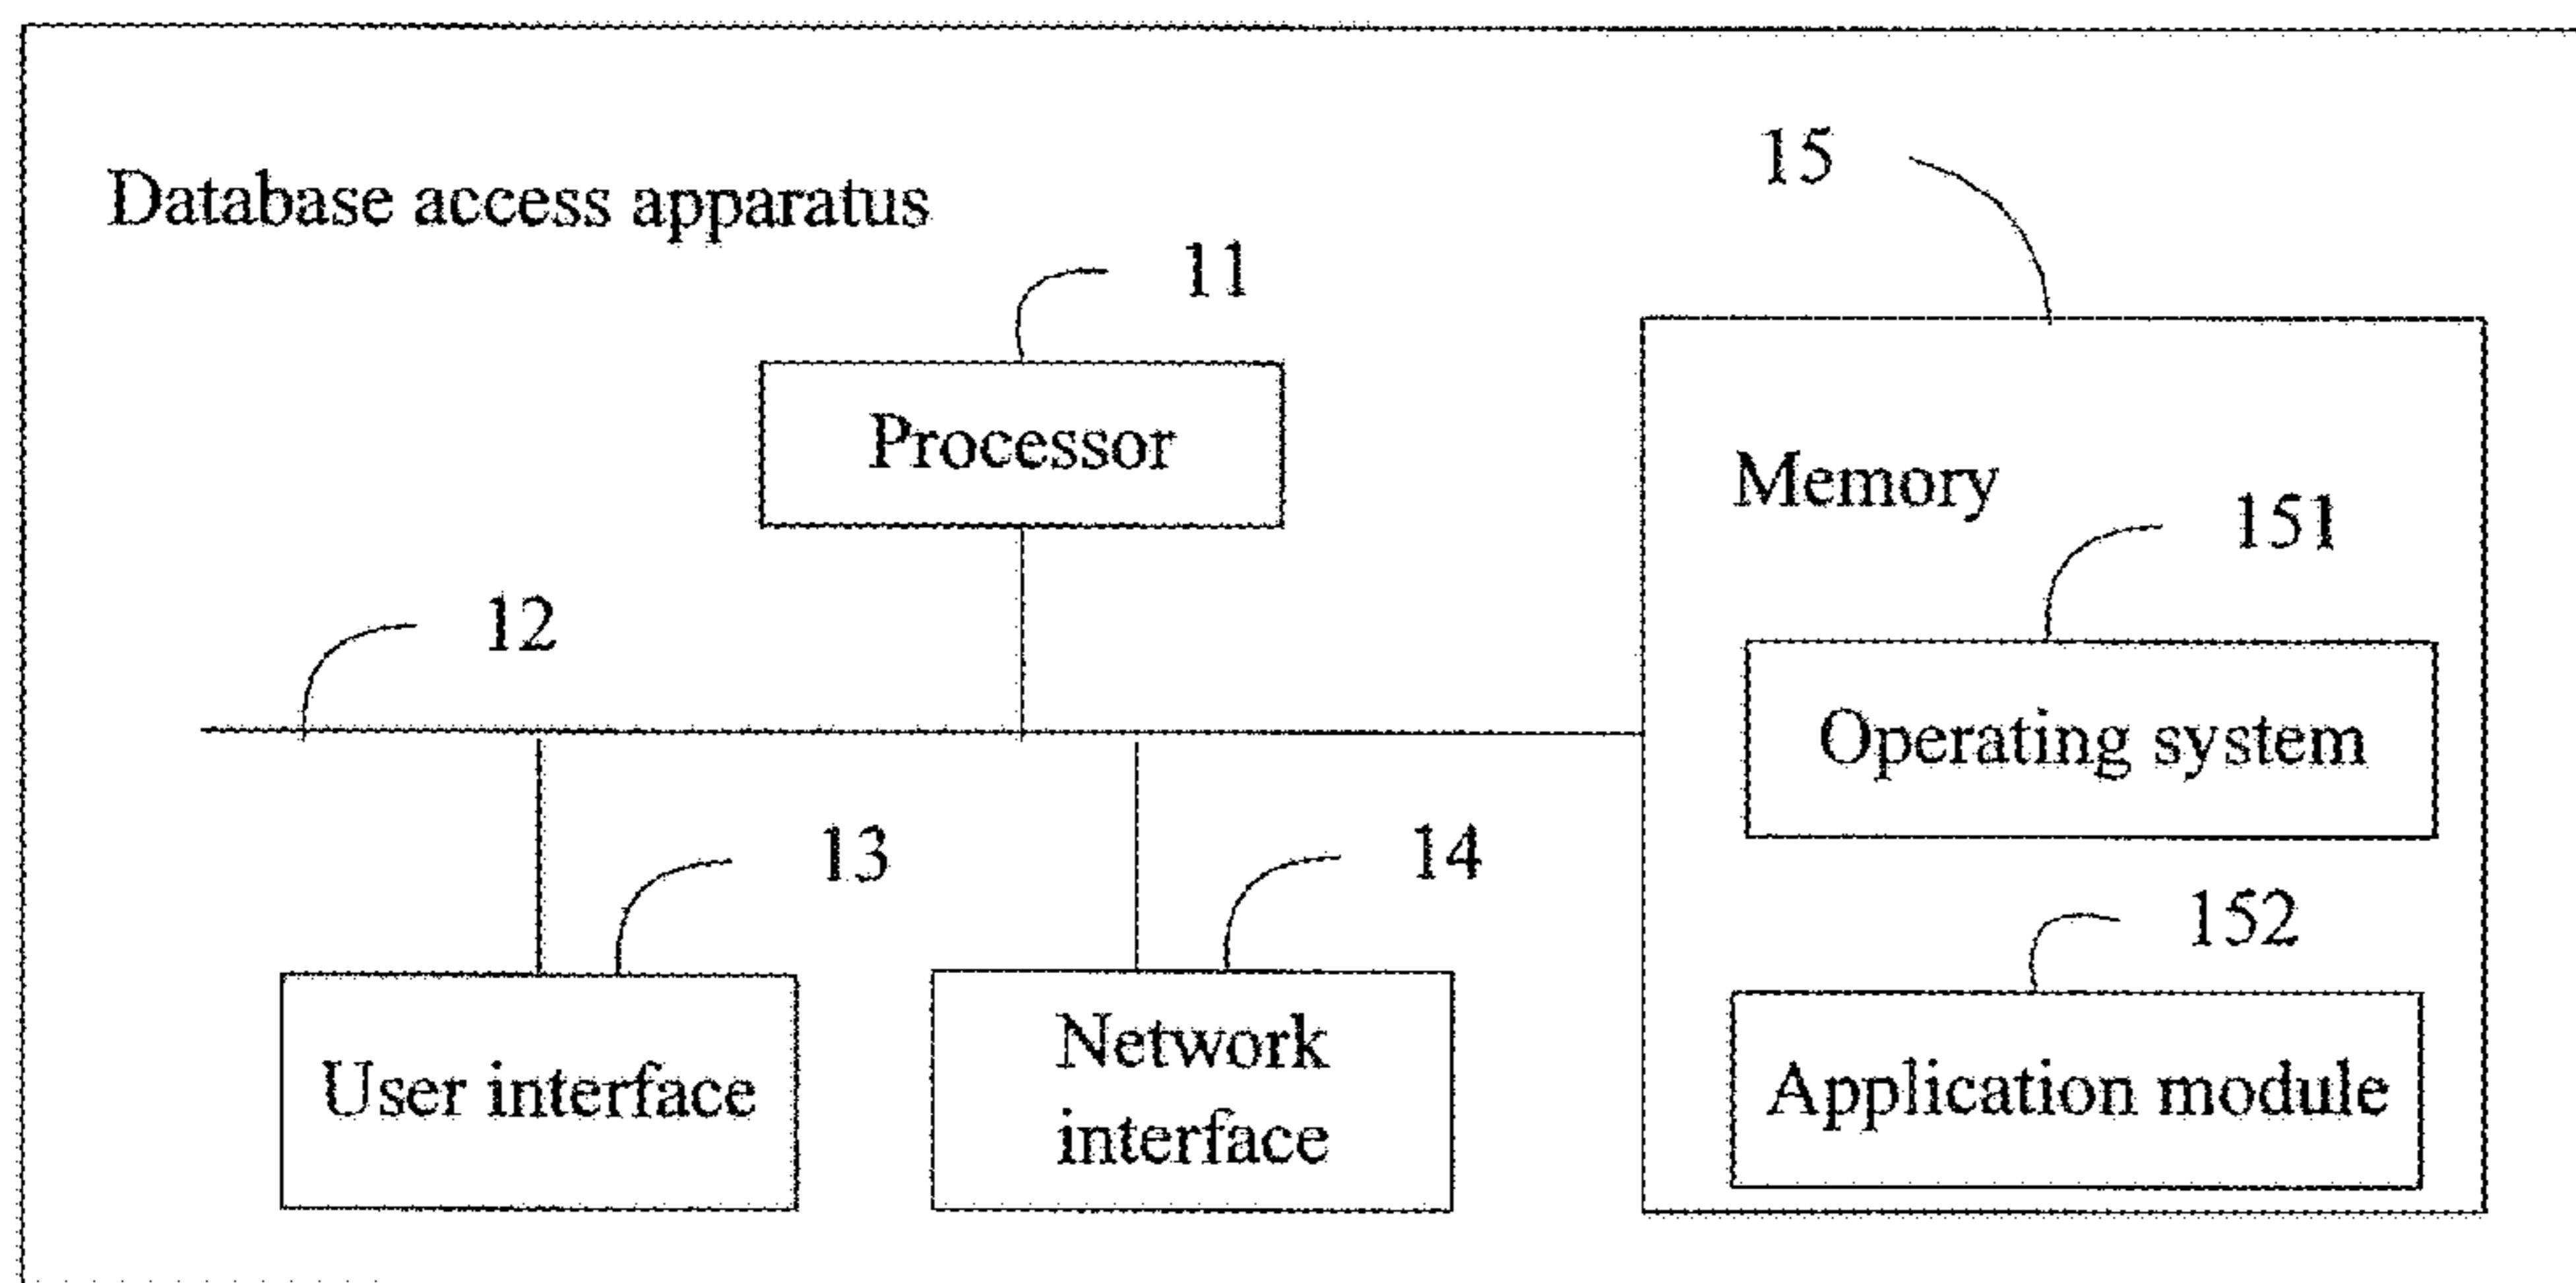 Database access apparatus
15
11
Processor
Memory
151
12
Operating system
13
14
152
User interface
Network
interface
Application module